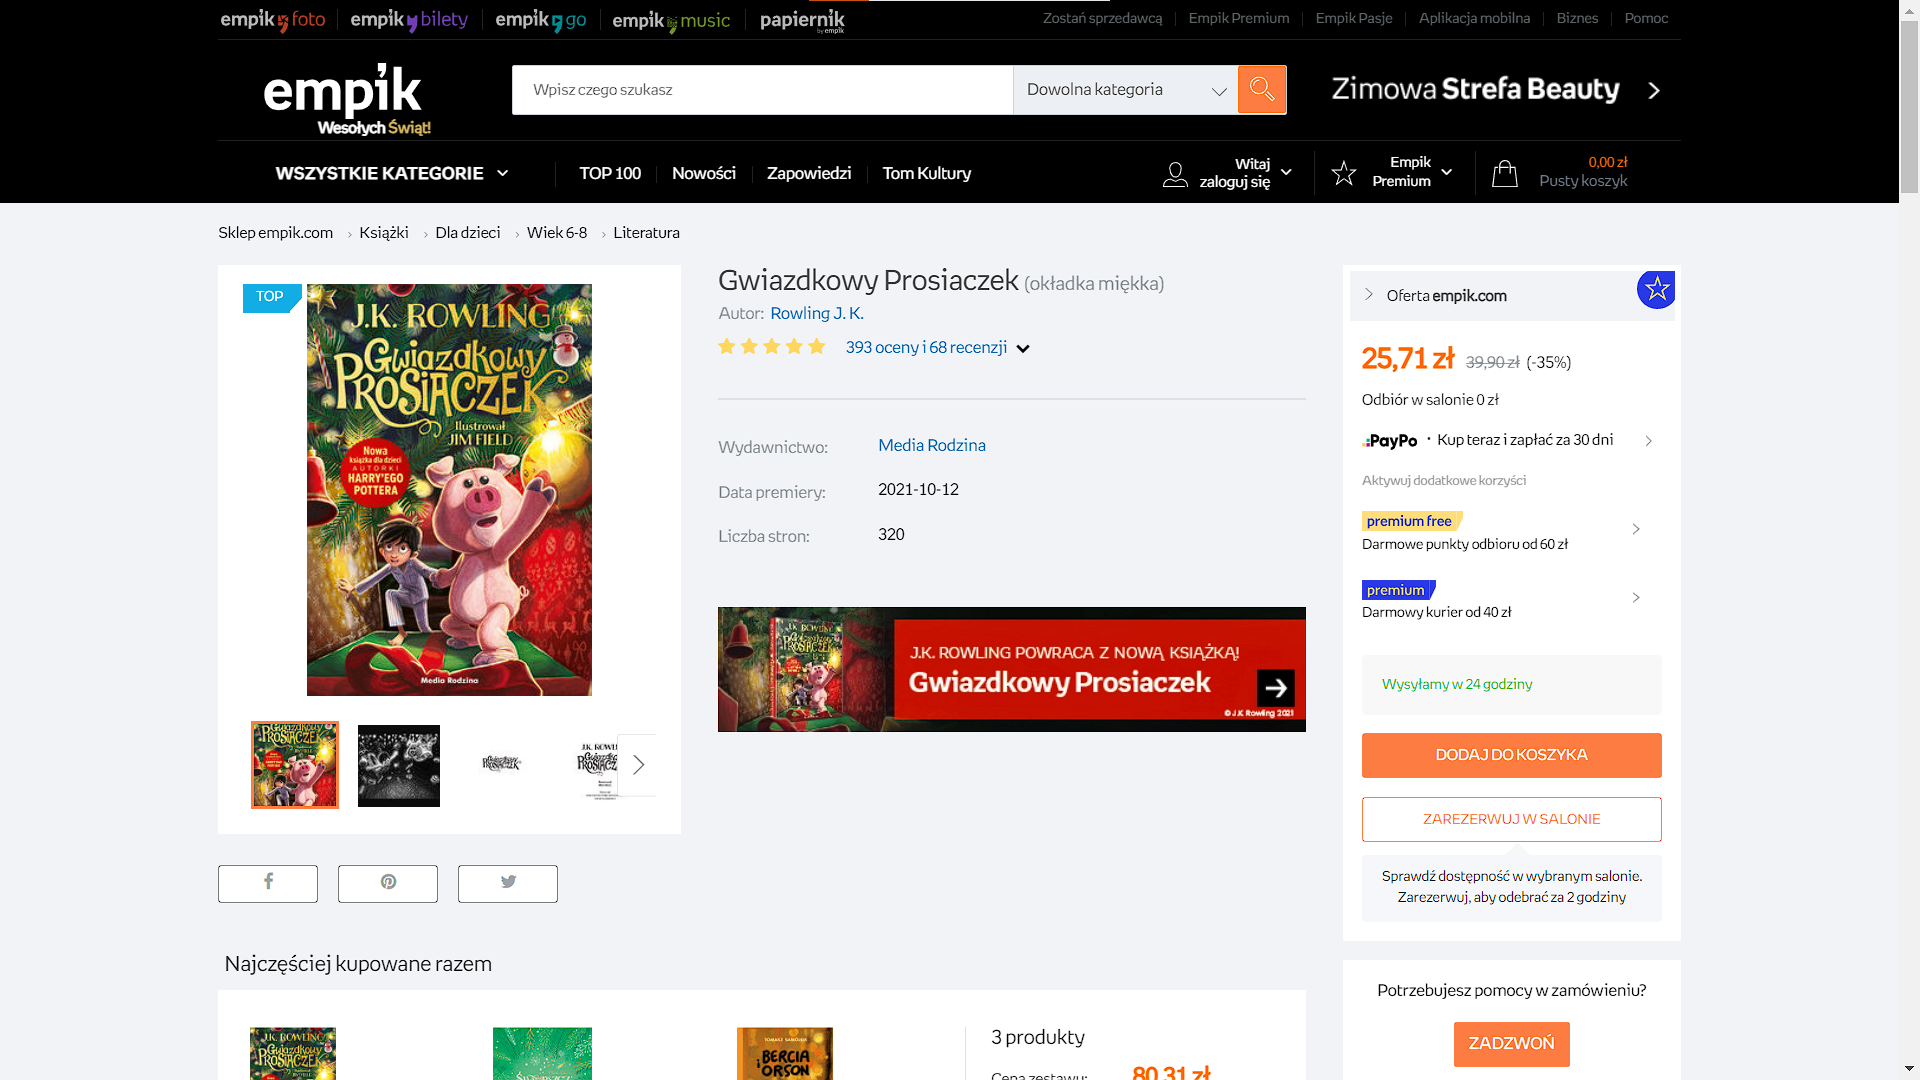 empik foto
empik bilety
empik go
empik music
papiernik
by empik
Zostań sprzedawcą
Empik Premium
Empik Pasje
Aplikacja mobilna
Biznes
Pomoc
empik
Wesołych Świąt!
Wpisz czego szukasz
Dowolna kategoria
Zimowa Strefa Beauty
WSZYSTKIE KATEGORIE
TOP 100
Nowości
Zapowiedzi
Tom Kultury
Witaj
zaloguj się
Empik
Premium
0,00 zł
Pusty koszyk
Sklep empik.com
Książki
Dla dzieci
Wiek 6-8
Literatura
TOP
J.K. ROWLING
Gwiazdkowy
PROSIACZEK
Ilustrował
JIM FIELD
Nowa
książka dla dzieci
AUTORKI
HARRY'EGO
POTTERA
Media Rodzina
Gwiazdkowy Prosiaczek (okładka miękka)
Autor: Rowling J. K.
393 oceny i 68 recenzji
Wydawnictwo: Media Rodzina
Data premiery: 2021-10-12
Liczba stron: 320
J.K. ROWLING POWRACA Z NOWĄ KSIĄŻKĄ!
Gwiazdkowy Prosiaczek
© J.K. Rowling 2021
Oferta empik.com
25,71 zł 39,90 zł (-35%)
Odbiór w salonie 0 zł
PayPo · Kup teraz i zapłać za 30 dni
Aktywuj dodatkowe korzyści
premium free
Darmowe punkty odbioru od 60 zł
premium
Darmowy kurier od 40 zł
Wysyłamy w 24 godziny
DODAJ DO KOSZYKA
ZAREZERWUJ W SALONIE
Sprawdź dostępność w wybranym salonie.
Zarezerwuj, aby odebrać za 2 godziny
Potrzebujesz pomocy w zamówieniu?
ZADZWOŃ
Najczęściej kupowane razem
J.K. ROWLING
Gwiazdkowy
PROSIACZEK
TOMASZ SAMOJLIK
BERCIA
i ORSON
3 produkty
Cena zestawu: 80,31 zł